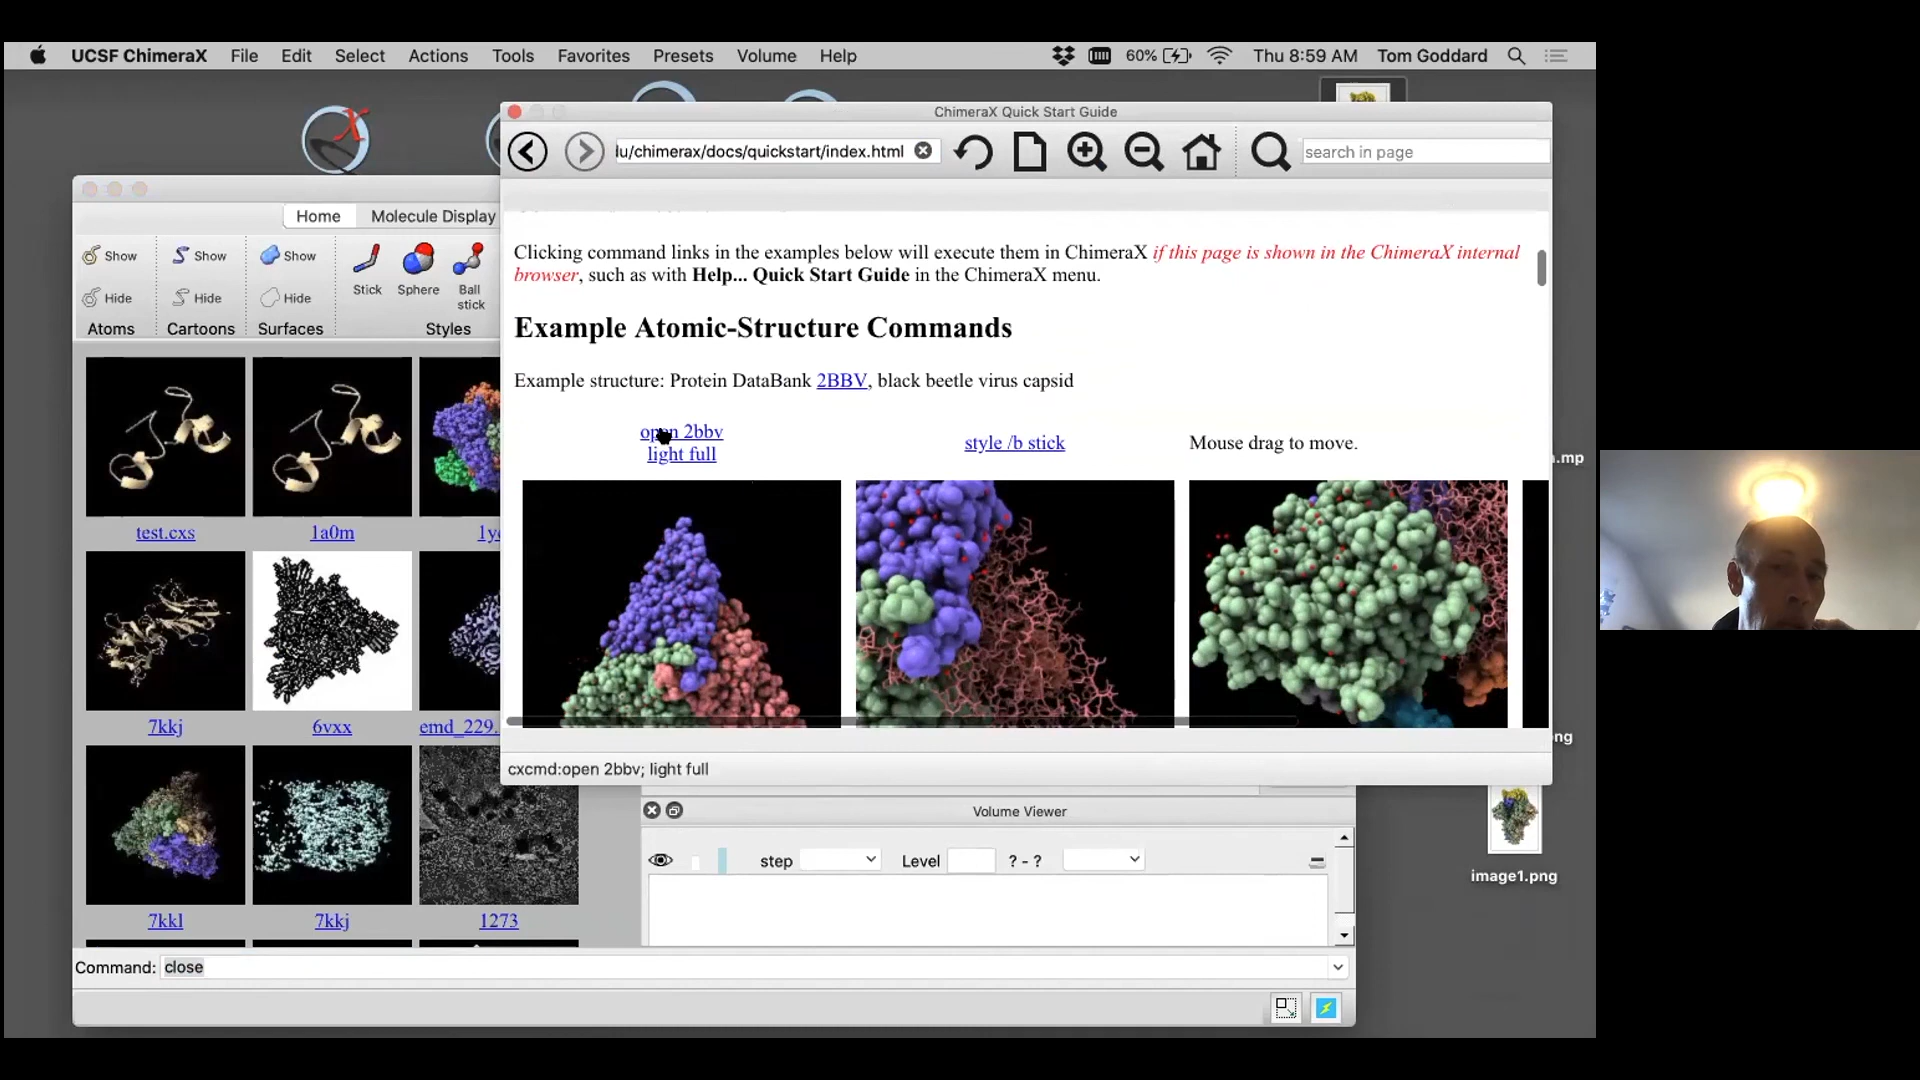 UCSF ChimeraX File Edit Select Actions Tools Favorites Presets Volume Help 60% Thu 8:59 AM Tom Goddard
ChimeraX Quick Start Guide
lu/chimerax/docs/quickstart/index.html search in page
Home Molecule Display
Show Show Show
Hide Hide Hide
Stick Sphere Ball stick
Atoms Cartoons Surfaces Styles
Clicking command links in the examples below will execute them in ChimeraX if this page is shown in the ChimeraX internal
browser, such as with Help... Quick Start Guide in the ChimeraX menu.
Example Atomic-Structure Commands
Example structure: Protein DataBank 2BBV, black beetle virus capsid
open 2bbv
light full
style /b stick
Mouse drag to move.
test.cxs 1a0m
7kkj 6vxx emd_229.
7kkl 7kkj 1273
cxcmd:open 2bbv; light full
Volume Viewer
step Level ? - ?
Command: close
.mp
ng
image1.png